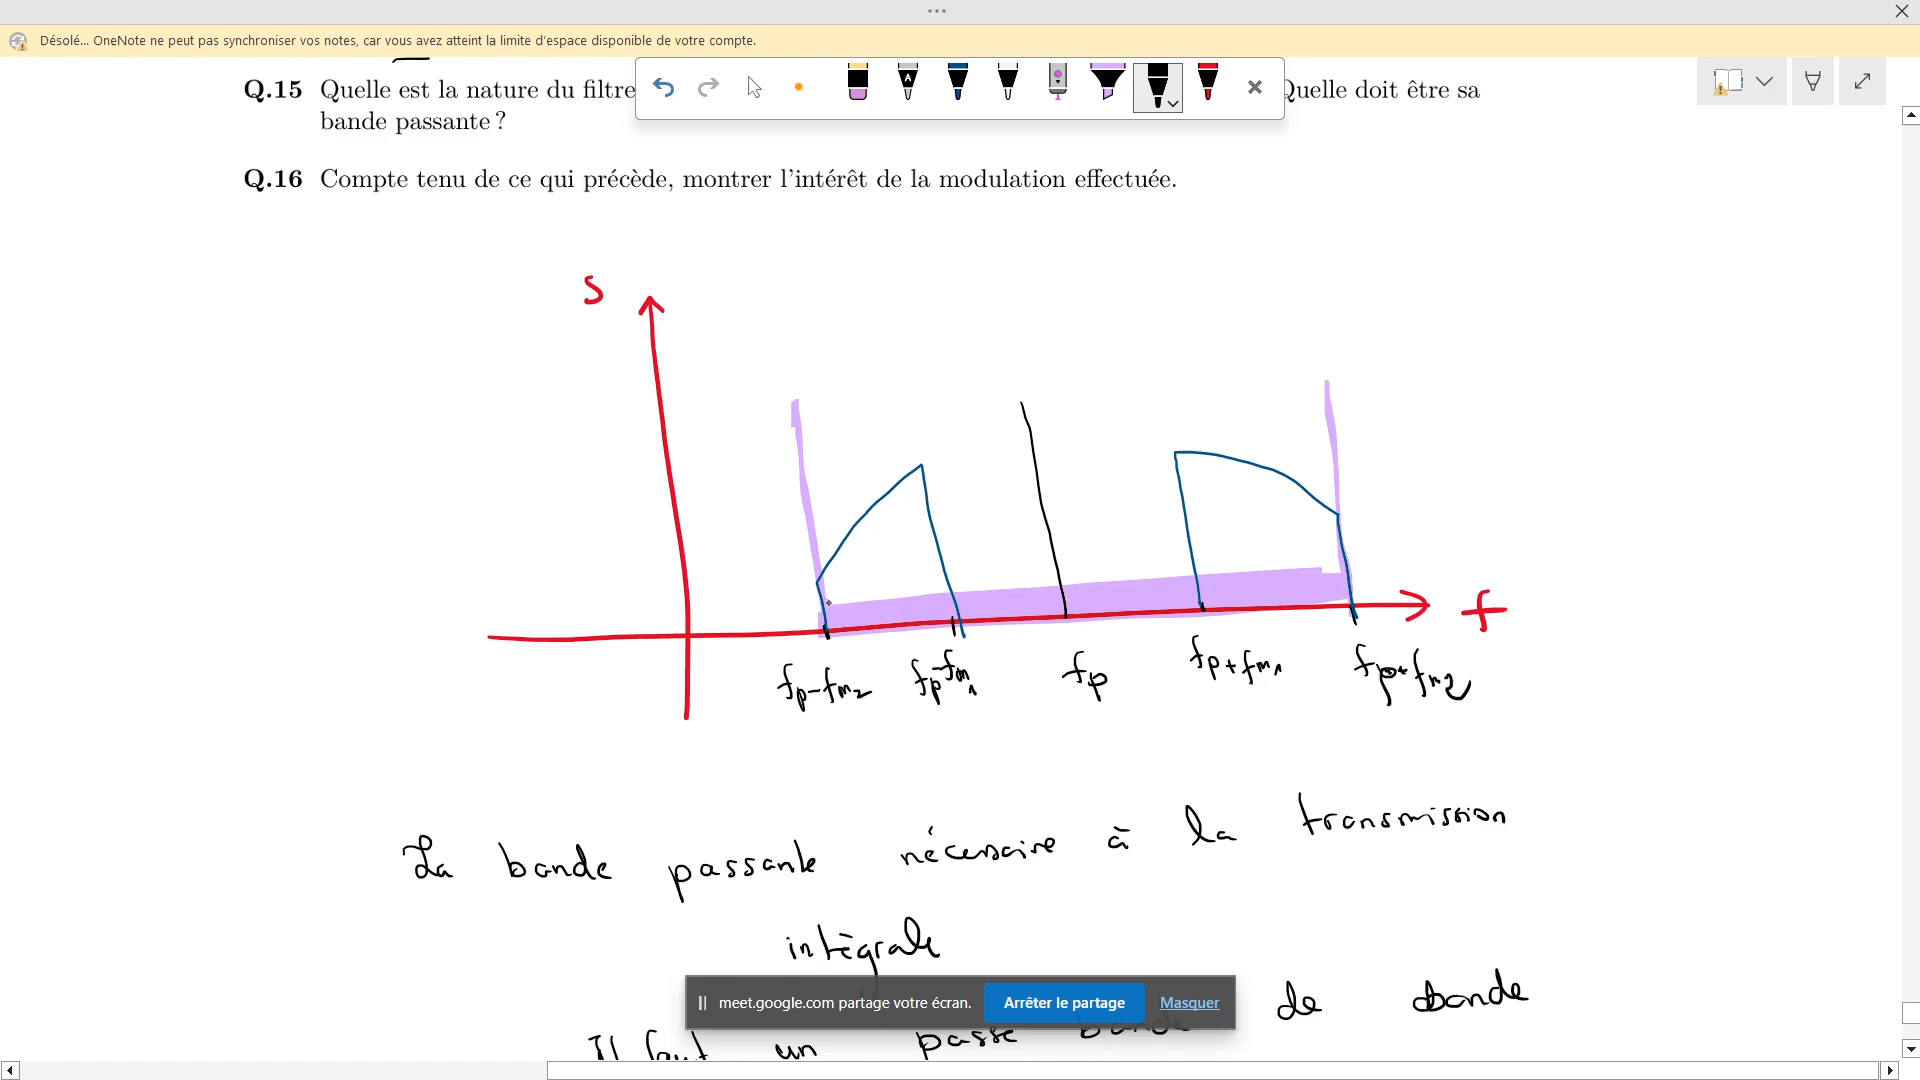 Désolé... OneNote ne peut pas synchroniser vos notes, car vous avez atteint la limite d'espace disponible de votre compte.
Q.15 Quelle est la nature du filtre Quelle doit être sa
bande passante ?
Q.16 Compte tenu de ce qui précède, montrer l'intérêt de la modulation effectuée.
S
f
fp-fm2 fp-fm1 fp fp+fm1 fp+fm2
La bande passante nécessaire à la transmission
intégrale
meet.google.com partage votre écran. Arrêter le partage Masquer
Il faut un passe bande de bande